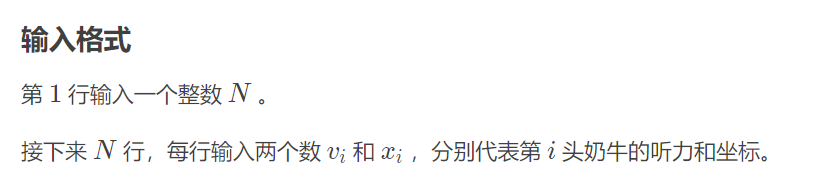 输入格式
第 1 行输入一个整数 N 。
接下来 N 行，每行输入两个数 v_i 和 x_i ，分别代表第 i 头奶牛的听力和坐标。